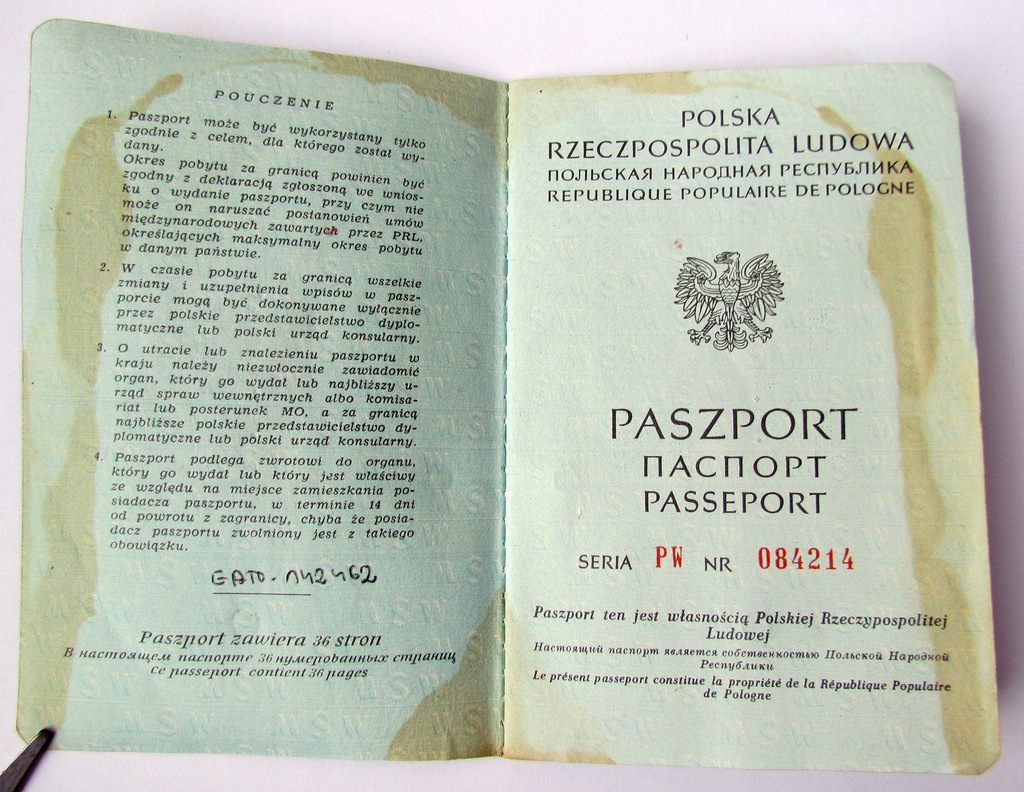 POUCZENIE
1. Paszport może być wykorzystany tylko
zgodnie z celem, dla którego został wy-
dany.
Okres pobytu za granicą powinien być
zgodny z deklaracją zgłoszoną we wnios-
ku o wydanie paszportu, przy czym nie
może on naruszać postanowień umów
międzynarodowych zawartych przez PRL,
określających maksymalny okres pobytu
w danym państwie.
2. W czasie pobytu za granicą wszelkie
zmiany i uzupełnienia wpisów w pasz-
porcie mogą być dokonywane wyłącznie
przez polskie przedstawicielstwo dyplo-
matyczne lub polski urząd konsularny.
3. O utracie lub znalezieniu paszportu w
kraju należy niezwłocznie zawiadomić
organ, który go wydał lub najbliższy u-
rząd spraw wewnętrznych albo komisa-
riat lub posterunek MO, a za granicą
najbliższe polskie przedstawicielstwo dy-
plomatyczne lub polski urząd konsularny.
4. Paszport podlega zwrotowi do organu,
który go wydał lub który jest właściwy
ze względu na miejsce zamieszkania po-
siadacza paszportu, w terminie 14 dni
od powrotu z zagranicy, chyba że posia-
dacz paszportu zwolniony jest z takiego
obowiązku.
EATO-142462
Paszport zawiera 36 stron
В настоящем паспорте 36 нумерованных страниц
Ce passeport contient 36 pages
POLSKA
RZECZPOSPOLITA LUDOWA
ПОЛЬСКАЯ НАРОДНАЯ РЕСПУБЛИКА
REPUBLIQUE POPULAIRE DE POLOGNE
PASZPORT
ПАСПОРТ
PASSEPORT
SERIA PW NR 084214
Paszport ten jest własnością Polskiej Rzeczypospolitej
Ludowej
Настоящий паспорт является собственностью Польской Народной
Республики
Le présent passeport constitue la propriété de la République Populaire
de Pologne